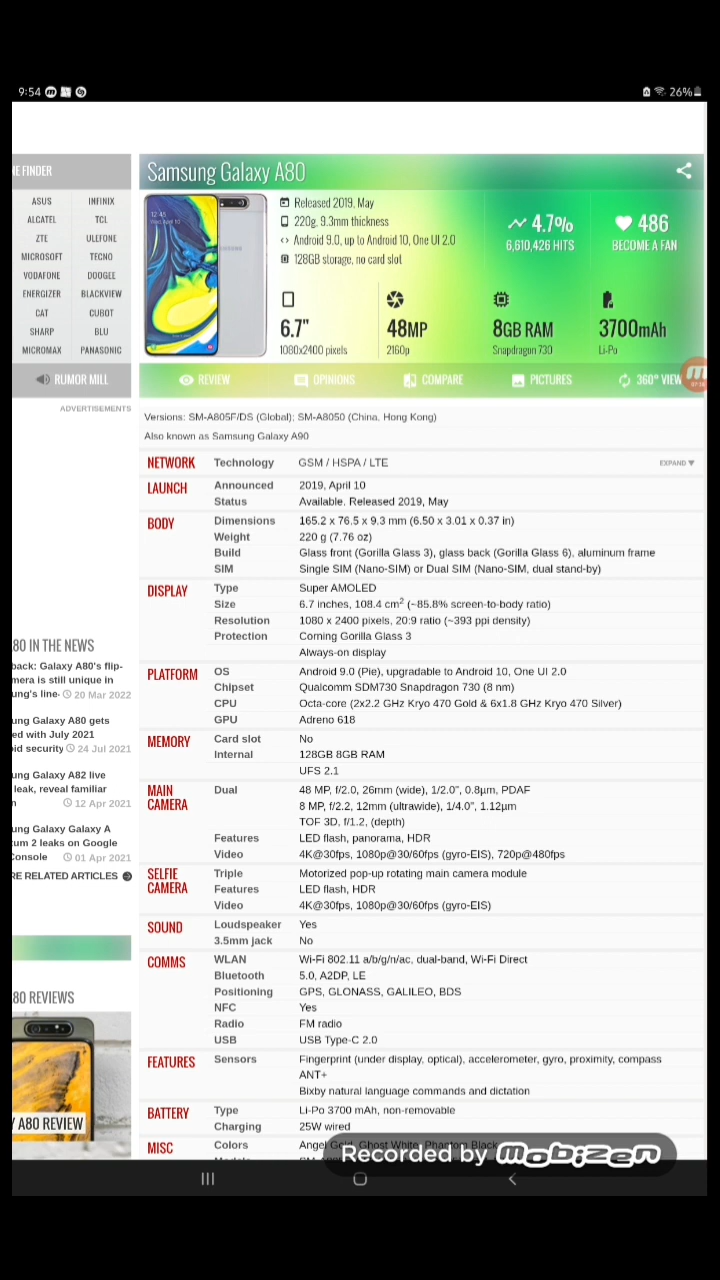 9:54
26%
NE FINDER
ASUS INFINIX
ALCATEL TCL
ZTE ULEFONE
MICROSOFT TECNO
VODAFONE DOOGEE
ENERGIZER BLACKVIEW
CAT CUBOT
SHARP BLU
MICROMAX PANASONIC
RUMOR MILL
ADVERTISEMENTS
Samsung Galaxy A80
Released 2019, May
220g, 9.3mm thickness
Android 9.0, up to Android 10, One UI 2.0
128GB storage, no card slot
4.7%
6,610,426 HITS
486
BECOME A FAN
6.7"
1080x2400 pixels
48MP
2160p
8GB RAM
Snapdragon 730
3700mAh
Li-Po
REVIEW OPINIONS COMPARE PICTURES 360° VIEW
Versions: SM-A805F/DS (Global); SM-A8050 (China, Hong Kong)
Also known as Samsung Galaxy A90
NETWORK Technology GSM / HSPA / LTE EXPAND ▼
LAUNCH Announced 2019, April 10
Status Available. Released 2019, May
BODY Dimensions 165.2 x 76.5 x 9.3 mm (6.50 x 3.01 x 0.37 in)
Weight 220 g (7.76 oz)
Build Glass front (Gorilla Glass 3), glass back (Gorilla Glass 6), aluminum frame
SIM Single SIM (Nano-SIM) or Dual SIM (Nano-SIM, dual stand-by)
DISPLAY Type Super AMOLED
Size 6.7 inches, 108.4 cm² (~85.8% screen-to-body ratio)
Resolution 1080 x 2400 pixels, 20:9 ratio (~393 ppi density)
Protection Corning Gorilla Glass 3
Always-on display
PLATFORM OS Android 9.0 (Pie), upgradable to Android 10, One UI 2.0
Chipset Qualcomm SDM730 Snapdragon 730 (8 nm)
CPU Octa-core (2x2.2 GHz Kryo 470 Gold & 6x1.8 GHz Kryo 470 Silver)
GPU Adreno 618
MEMORY Card slot No
Internal 128GB 8GB RAM
UFS 2.1
MAIN CAMERA Dual 48 MP, f/2.0, 26mm (wide), 1/2.0", 0.8µm, PDAF
8 MP, f/2.2, 12mm (ultrawide), 1/4.0", 1.12µm
TOF 3D, f/1.2, (depth)
Features LED flash, panorama, HDR
Video 4K@30fps, 1080p@30/60fps (gyro-EIS), 720p@480fps
SELFIE CAMERA Triple Motorized pop-up rotating main camera module
Features LED flash, HDR
Video 4K@30fps, 1080p@30/60fps (gyro-EIS)
SOUND Loudspeaker Yes
3.5mm jack No
COMMS WLAN Wi-Fi 802.11 a/b/g/n/ac, dual-band, Wi-Fi Direct
Bluetooth 5.0, A2DP, LE
Positioning GPS, GLONASS, GALILEO, BDS
NFC Yes
Radio FM radio
USB USB Type-C 2.0
FEATURES Sensors Fingerprint (under display, optical), accelerometer, gyro, proximity, compass
ANT+
Bixby natural language commands and dictation
BATTERY Type Li-Po 3700 mAh, non-removable
Charging 25W wired
MISC Colors Angel Gold, Ghost White, Phantom Black
80 IN THE NEWS
back: Galaxy A80's flip-
mera is still unique in
ung's line- 20 Mar 2022
ung Galaxy A80 gets
ed with July 2021
oid security 24 Jul 2021
ung Galaxy A82 live
leak, reveal familiar
n 12 Apr 2021
ung Galaxy Galaxy A
tum 2 leaks on Google
Console 01 Apr 2021
RE RELATED ARTICLES
80 REVIEWS
Y A80 REVIEW
Recorded by mobizen